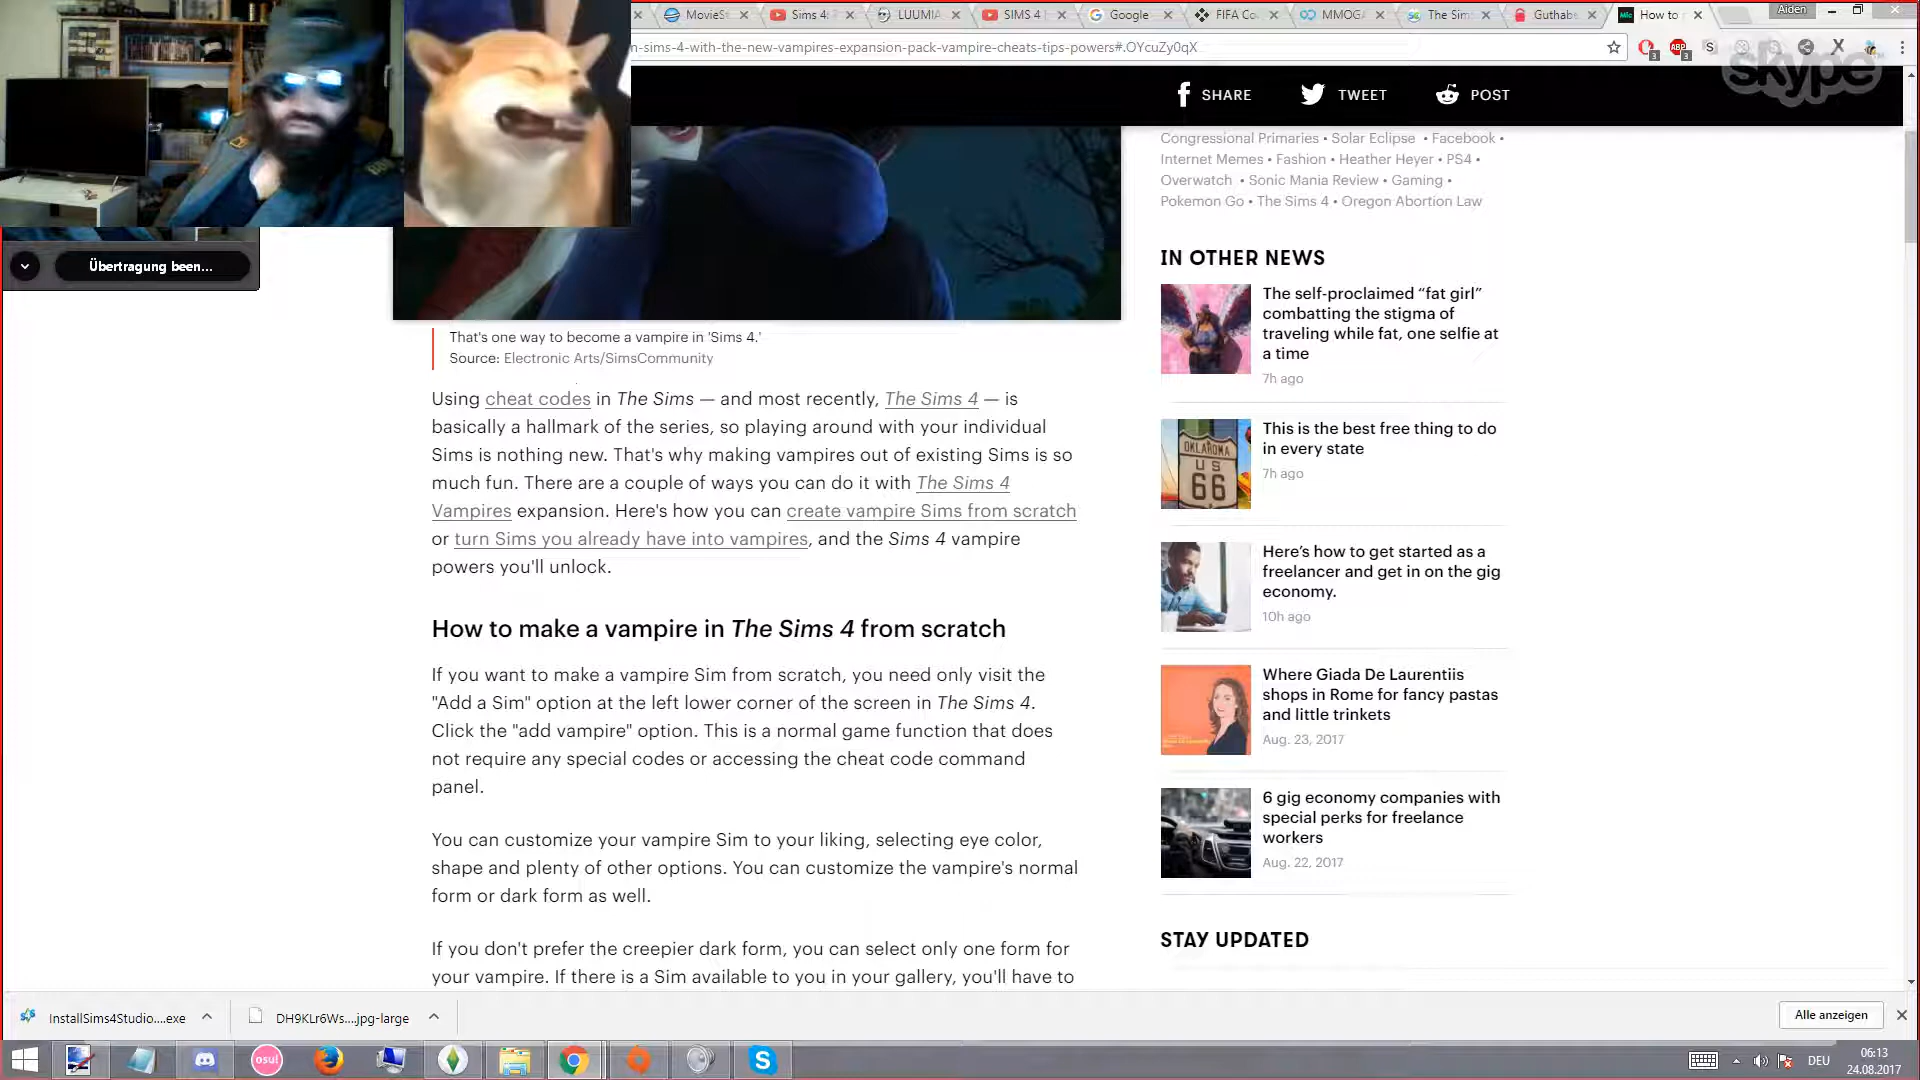 MovieSt
Sims 4:
LUUMIA
SIMS 4
Google
FIFA Co
MMOGA
The Sim
Guthabe
How to
Aiden
n-sims-4-with-the-new-vampires-expansion-pack-vampire-cheats-tips-powers#.OYcuZy0qX
skype
SHARE
TWEET
POST
Übertragung been...
That's one way to become a vampire in 'Sims 4.'
Source: Electronic Arts/SimsCommunity
Using cheat codes in The Sims — and most recently, The Sims 4 — is
basically a hallmark of the series, so playing around with your individual
Sims is nothing new. That's why making vampires out of existing Sims is so
much fun. There are a couple of ways you can do it with The Sims 4
Vampires expansion. Here's how you can create vampire Sims from scratch
or turn Sims you already have into vampires, and the Sims 4 vampire
powers you'll unlock.
How to make a vampire in The Sims 4 from scratch
If you want to make a vampire Sim from scratch, you need only visit the
"Add a Sim" option at the left lower corner of the screen in The Sims 4.
Click the "add vampire" option. This is a normal game function that does
not require any special codes or accessing the cheat code command
panel.
You can customize your vampire Sim to your liking, selecting eye color,
shape and plenty of other options. You can customize the vampire's normal
form or dark form as well.
If you don't prefer the creepier dark form, you can select only one form for
your vampire. If there is a Sim available to you in your gallery, you'll have to
Congressional Primaries • Solar Eclipse • Facebook •
Internet Memes • Fashion • Heather Heyer • PS4 •
Overwatch • Sonic Mania Review • Gaming •
Pokemon Go • The Sims 4 • Oregon Abortion Law
IN OTHER NEWS
The self-proclaimed “fat girl”
combatting the stigma of
traveling while fat, one selfie at
a time
7h ago
OKLAHOMA
US
66
This is the best free thing to do
in every state
7h ago
Here’s how to get started as a
freelancer and get in on the gig
economy.
10h ago
Where Giada De Laurentiis
shops in Rome for fancy pastas
and little trinkets
Aug. 23, 2017
6 gig economy companies with
special perks for freelance
workers
Aug. 22, 2017
STAY UPDATED
InstallSims4Studio....exe
DH9KLr6Ws....jpg-large
Alle anzeigen
osu!
DEU
06:13
24.08.2017